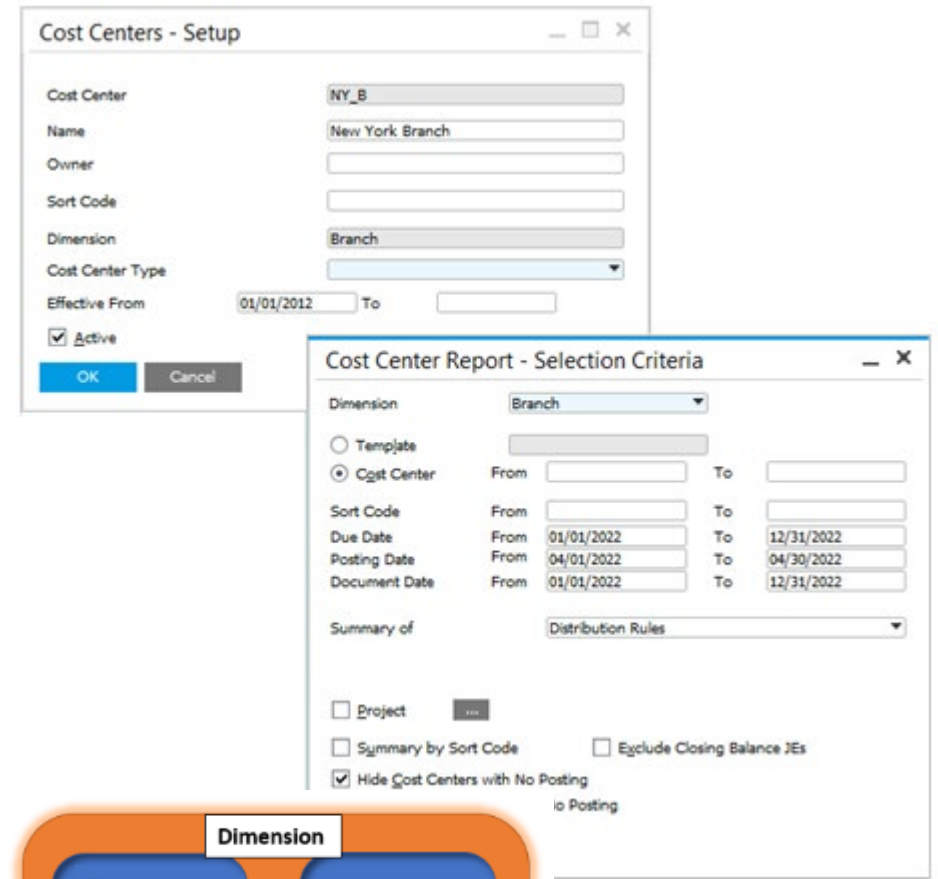 Cost Centers - Setup
Cost Center NY_B
Name New York Branch
Owner
Sort Code
Dimension Branch
Cost Center Type
Effective From 01/01/2012 To
Active
OK Cancel
Cost Center Report - Selection Criteria
Dimension Branch
Template
Cost Center From To
Sort Code From To
Due Date From 01/01/2022 To 12/31/2022
Posting Date From 04/01/2022 To 04/30/2022
Document Date From 01/01/2022 To 12/31/2022
Summary of Distribution Rules
Project ...
Summary by Sort Code Exclude Closing Balance JEs
Hide Cost Centers with No Posting
o Posting
Dimension